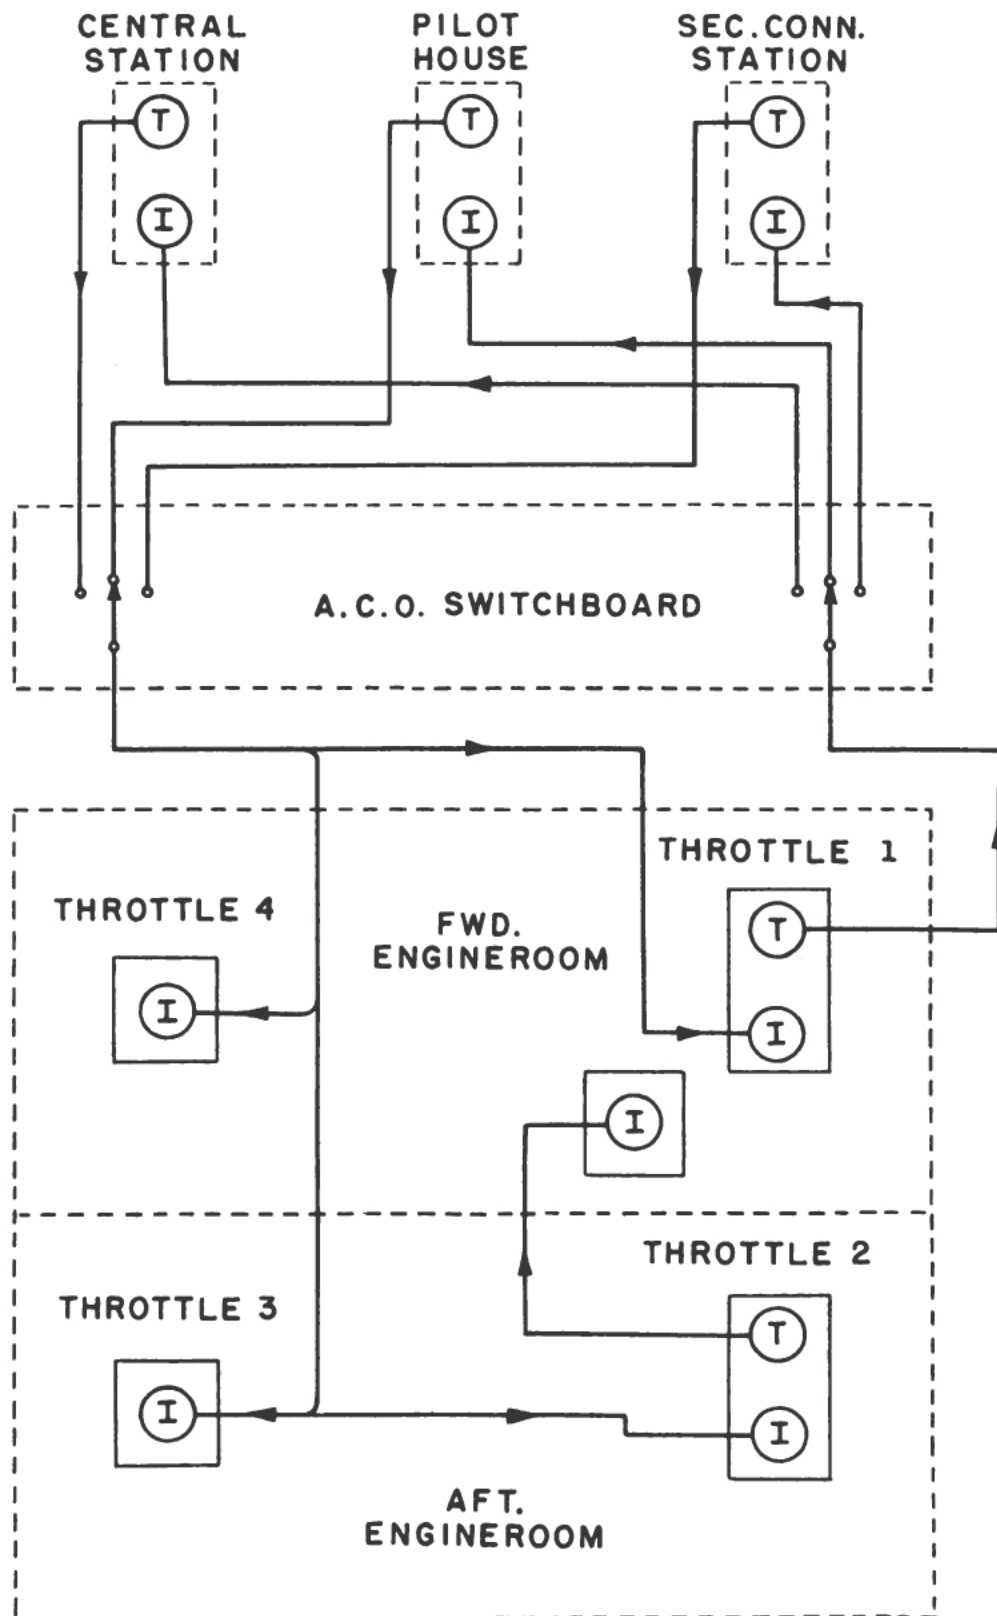 CENTRAL
STATION
PILOT
HOUSE
SEC.CONN.
STATION
T
T
T
I
I
I
A.C.O. SWITCHBOARD
THROTTLE 1
THROTTLE 4
FWD.
ENGINEROOM
T
I
I
I
THROTTLE 2
THROTTLE 3
T
I
I
AFT.
ENGINEROOM